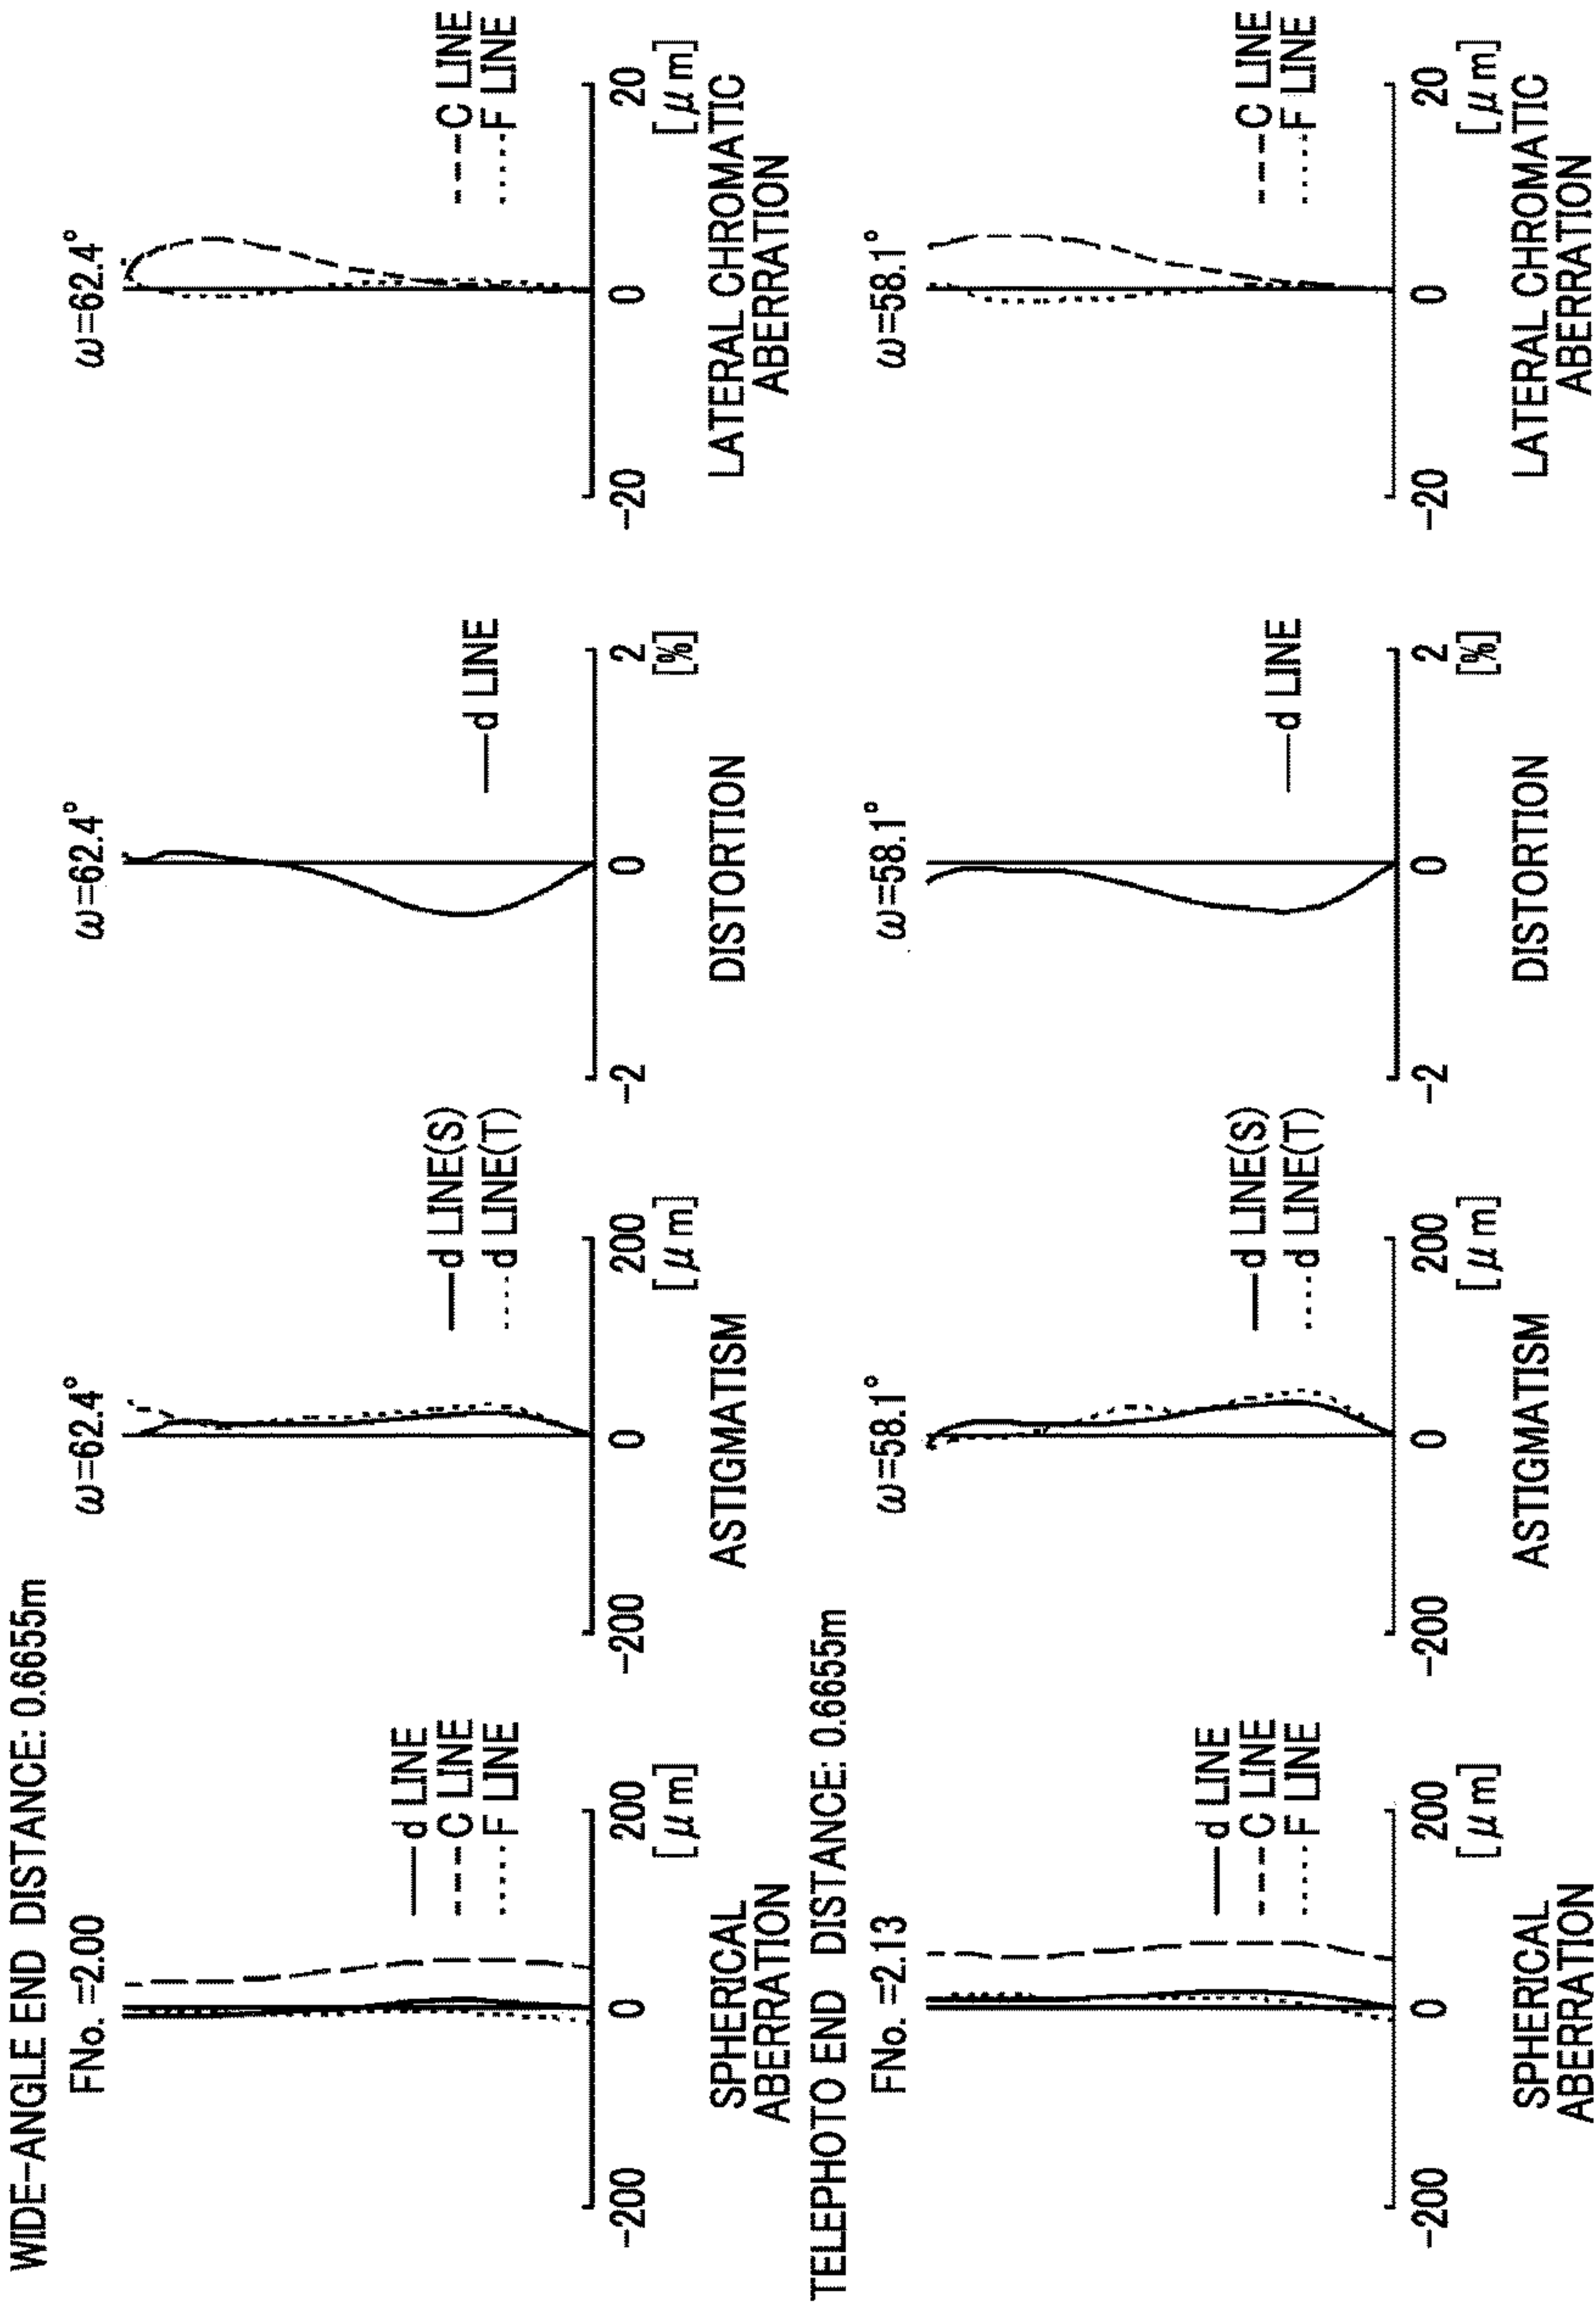 WIDE-ANGLE END DISTANCE: 0.6655m
FNo. =2.00
d LINE
C LINE
F LINE
-200
0
200
[μm]
SPHERICAL
ABERRATION
ω=62.4°
d LINE(S)
d LINE(T)
-200
0
200
[μm]
ASTIGMATISM
ω=62.4°
d LINE
-2
0
2
[%]
DISTORTION
ω=62.4°
C LINE
F LINE
-20
0
20
[μm]
LATERAL CHROMATIC
ABERRATION
TELEPHOTO END DISTANCE: 0.6655m
FNo. =2.13
d LINE
C LINE
F LINE
-200
0
200
[μm]
SPHERICAL
ABERRATION
ω=58.1°
d LINE(S)
d LINE(T)
-200
0
200
[μm]
ASTIGMATISM
ω=58.1°
d LINE
-2
0
2
[%]
DISTORTION
ω=58.1°
C LINE
F LINE
-20
0
20
[μm]
LATERAL CHROMATIC
ABERRATION